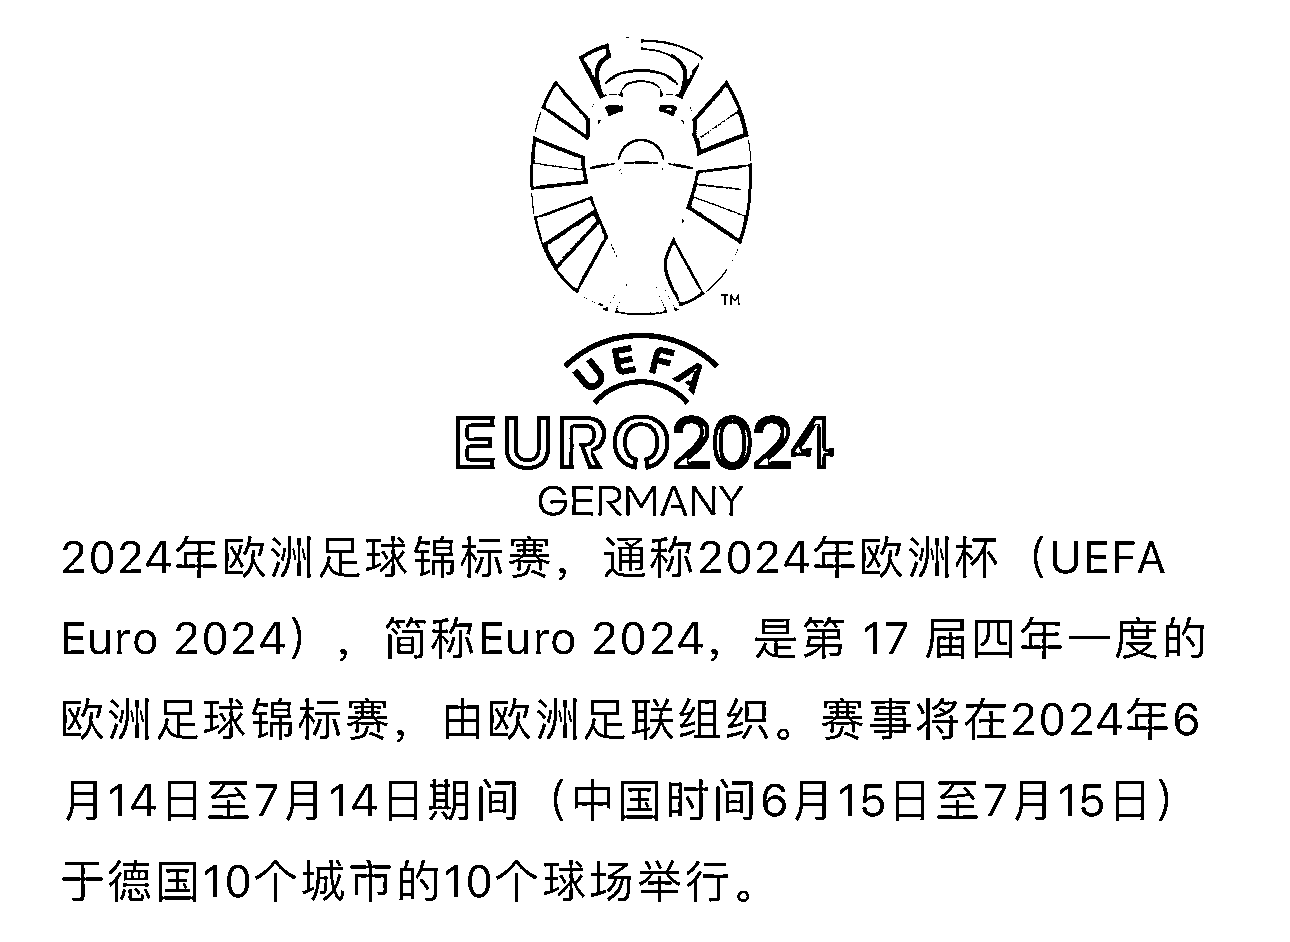 TM
UEFA
EURO2024
GERMANY
2024年欧洲足球锦标赛，通称2024年欧洲杯（UEFA
Euro 2024），简称Euro 2024，是第 17 届四年一度的
欧洲足球锦标赛，由欧洲足联组织。赛事将在2024年6
月14日至7月14日期间（中国时间6月15日至7月15日）
于德国10个城市的10个球场举行。